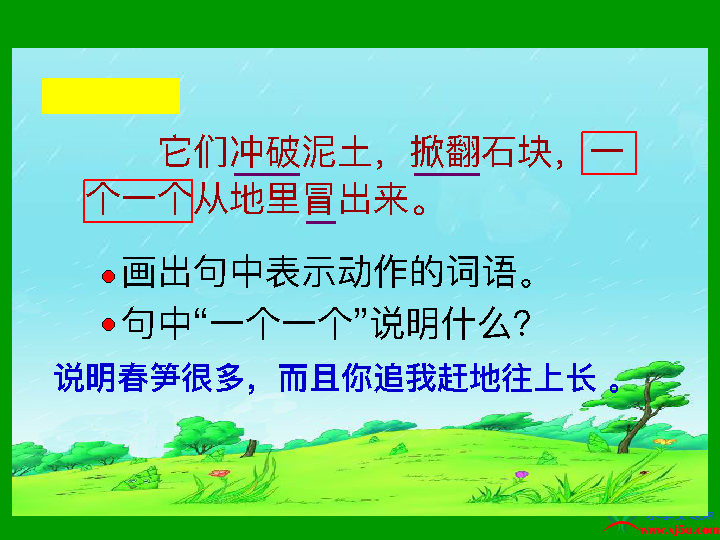 它们冲破泥土，掀翻石块，一
个一个从地里冒出来。
画出句中表示动作的词语。
句中“一个一个”说明什么？
说明春笋很多，而且你追我赶地往上长 。